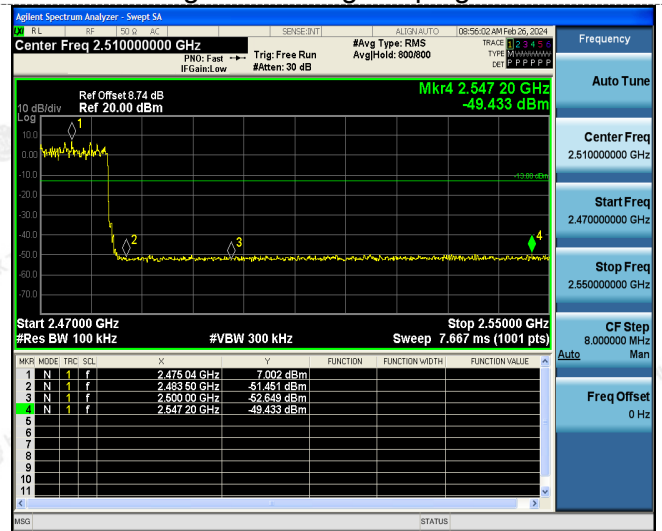 Agilent Spectrum Analyzer - Swept SA
LXI RL RF 50 Ω AC SENSE:INT ALIGN AUTO 08:56:02 AM Feb 26, 2024
Center Freq 2.510000000 GHz
PNO: Fast
IFGain:Low
Trig: Free Run
#Atten: 30 dB
#Avg Type: RMS
Avg|Hold: 800/800
TRACE 1 2 3 4 5 6
TYPE M
DET P P P P P P
Mkr4 2.547 20 GHz
-49.433 dBm
Ref Offset 8.74 dB
10 dB/div Ref 20.00 dBm
Log
10.0
0.00
-10.0
-20.0
-30.0
-40.0
-50.0
-60.0
-70.0
1
2
3
4
-13.00 dBm
Start 2.47000 GHz Stop 2.55000 GHz
#Res BW 100 kHz #VBW 300 kHz Sweep 7.667 ms (1001 pts)
MKR MODE TRC SCL X Y FUNCTION FUNCTION WIDTH FUNCTION VALUE
1 N 1 f 2.475 04 GHz 7.002 dBm
2 N 1 f 2.483 50 GHz -51.451 dBm
3 N 1 f 2.500 00 GHz -52.649 dBm
4 N 1 f 2.547 20 GHz -49.433 dBm
5
6
7
8
9
10
11
MSG STATUS
Frequency
Auto Tune
Center Freq
2.510000000 GHz
Start Freq
2.470000000 GHz
Stop Freq
2.550000000 GHz
CF Step
8.000000 MHz
Auto Man
Freq Offset
0 Hz